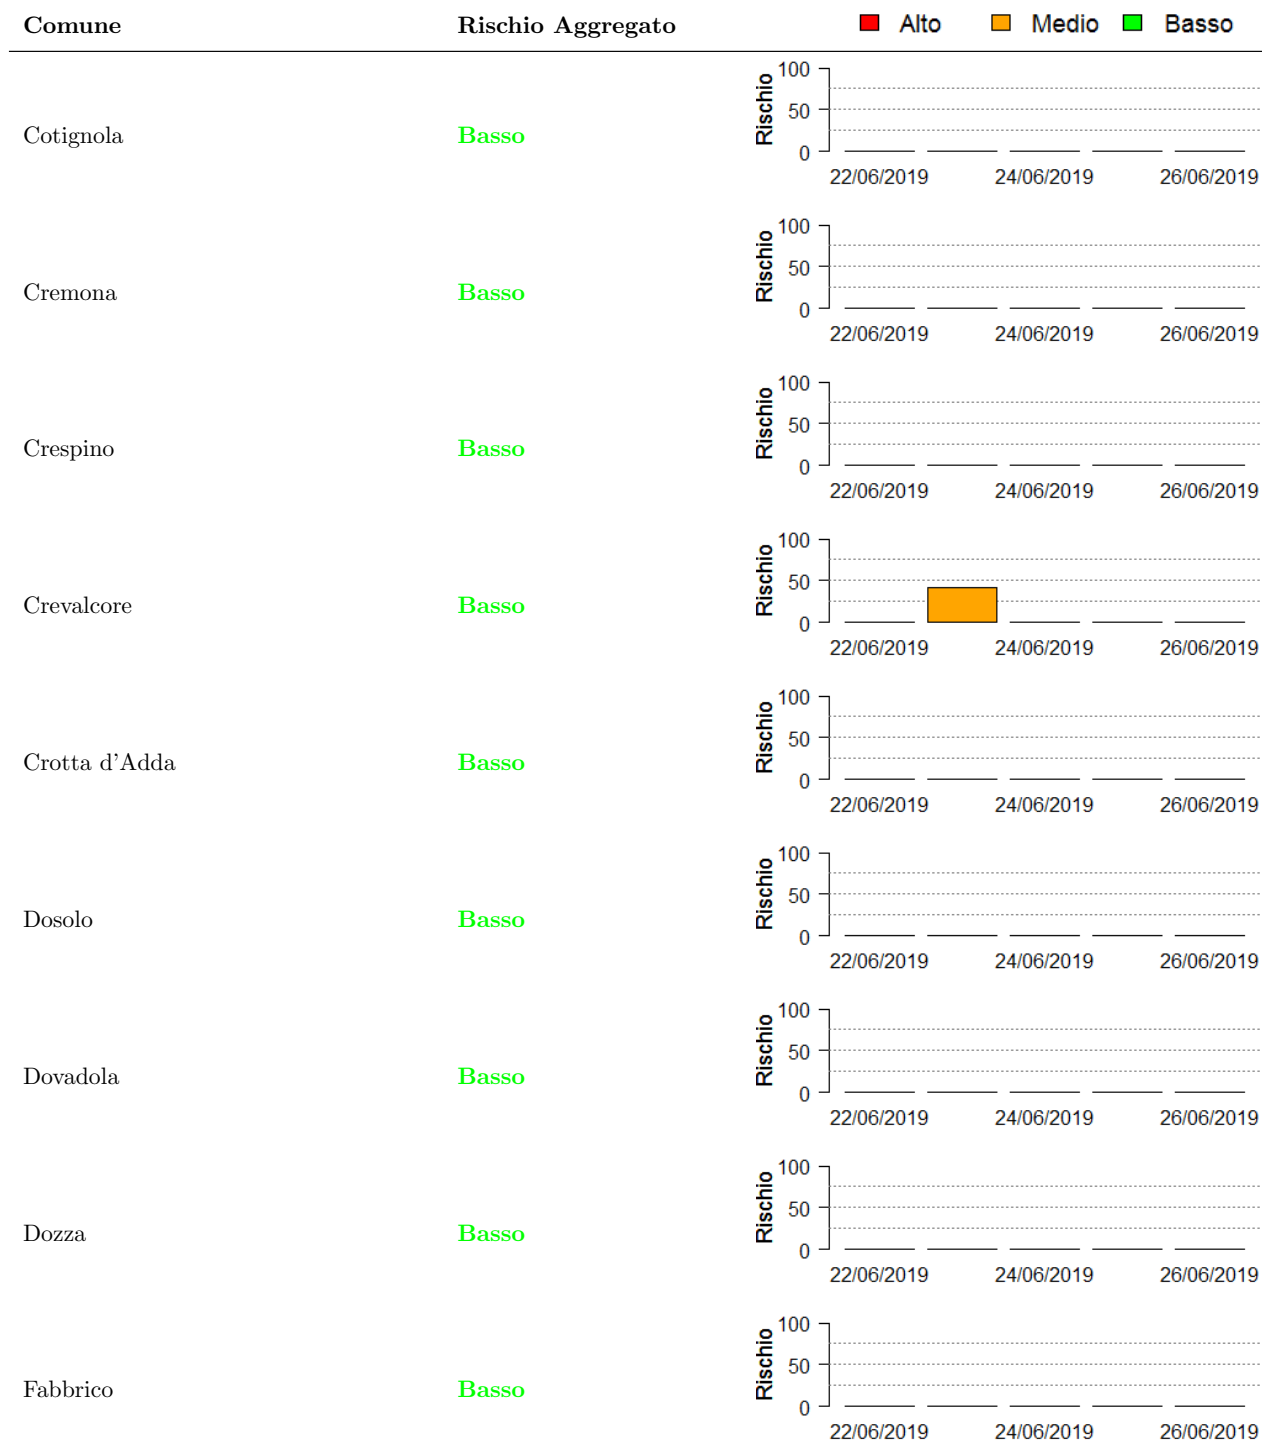 Comune Rischio Aggregato Alto Medio Basso
Cotignola Basso Rischio 100 50 0
22/06/2019 24/06/2019 26/06/2019
Cremona Basso Rischio 100 50 0
22/06/2019 24/06/2019 26/06/2019
Crespino Basso Rischio 100 50 0
22/06/2019 24/06/2019 26/06/2019
Crevalcore Basso Rischio 100 50 0
22/06/2019 24/06/2019 26/06/2019
Crotta d'Adda Basso Rischio 100 50 0
22/06/2019 24/06/2019 26/06/2019
Dosolo Basso Rischio 100 50 0
22/06/2019 24/06/2019 26/06/2019
Dovadola Basso Rischio 100 50 0
22/06/2019 24/06/2019 26/06/2019
Dozza Basso Rischio 100 50 0
22/06/2019 24/06/2019 26/06/2019
Fabbrico Basso Rischio 100 50 0
22/06/2019 24/06/2019 26/06/2019